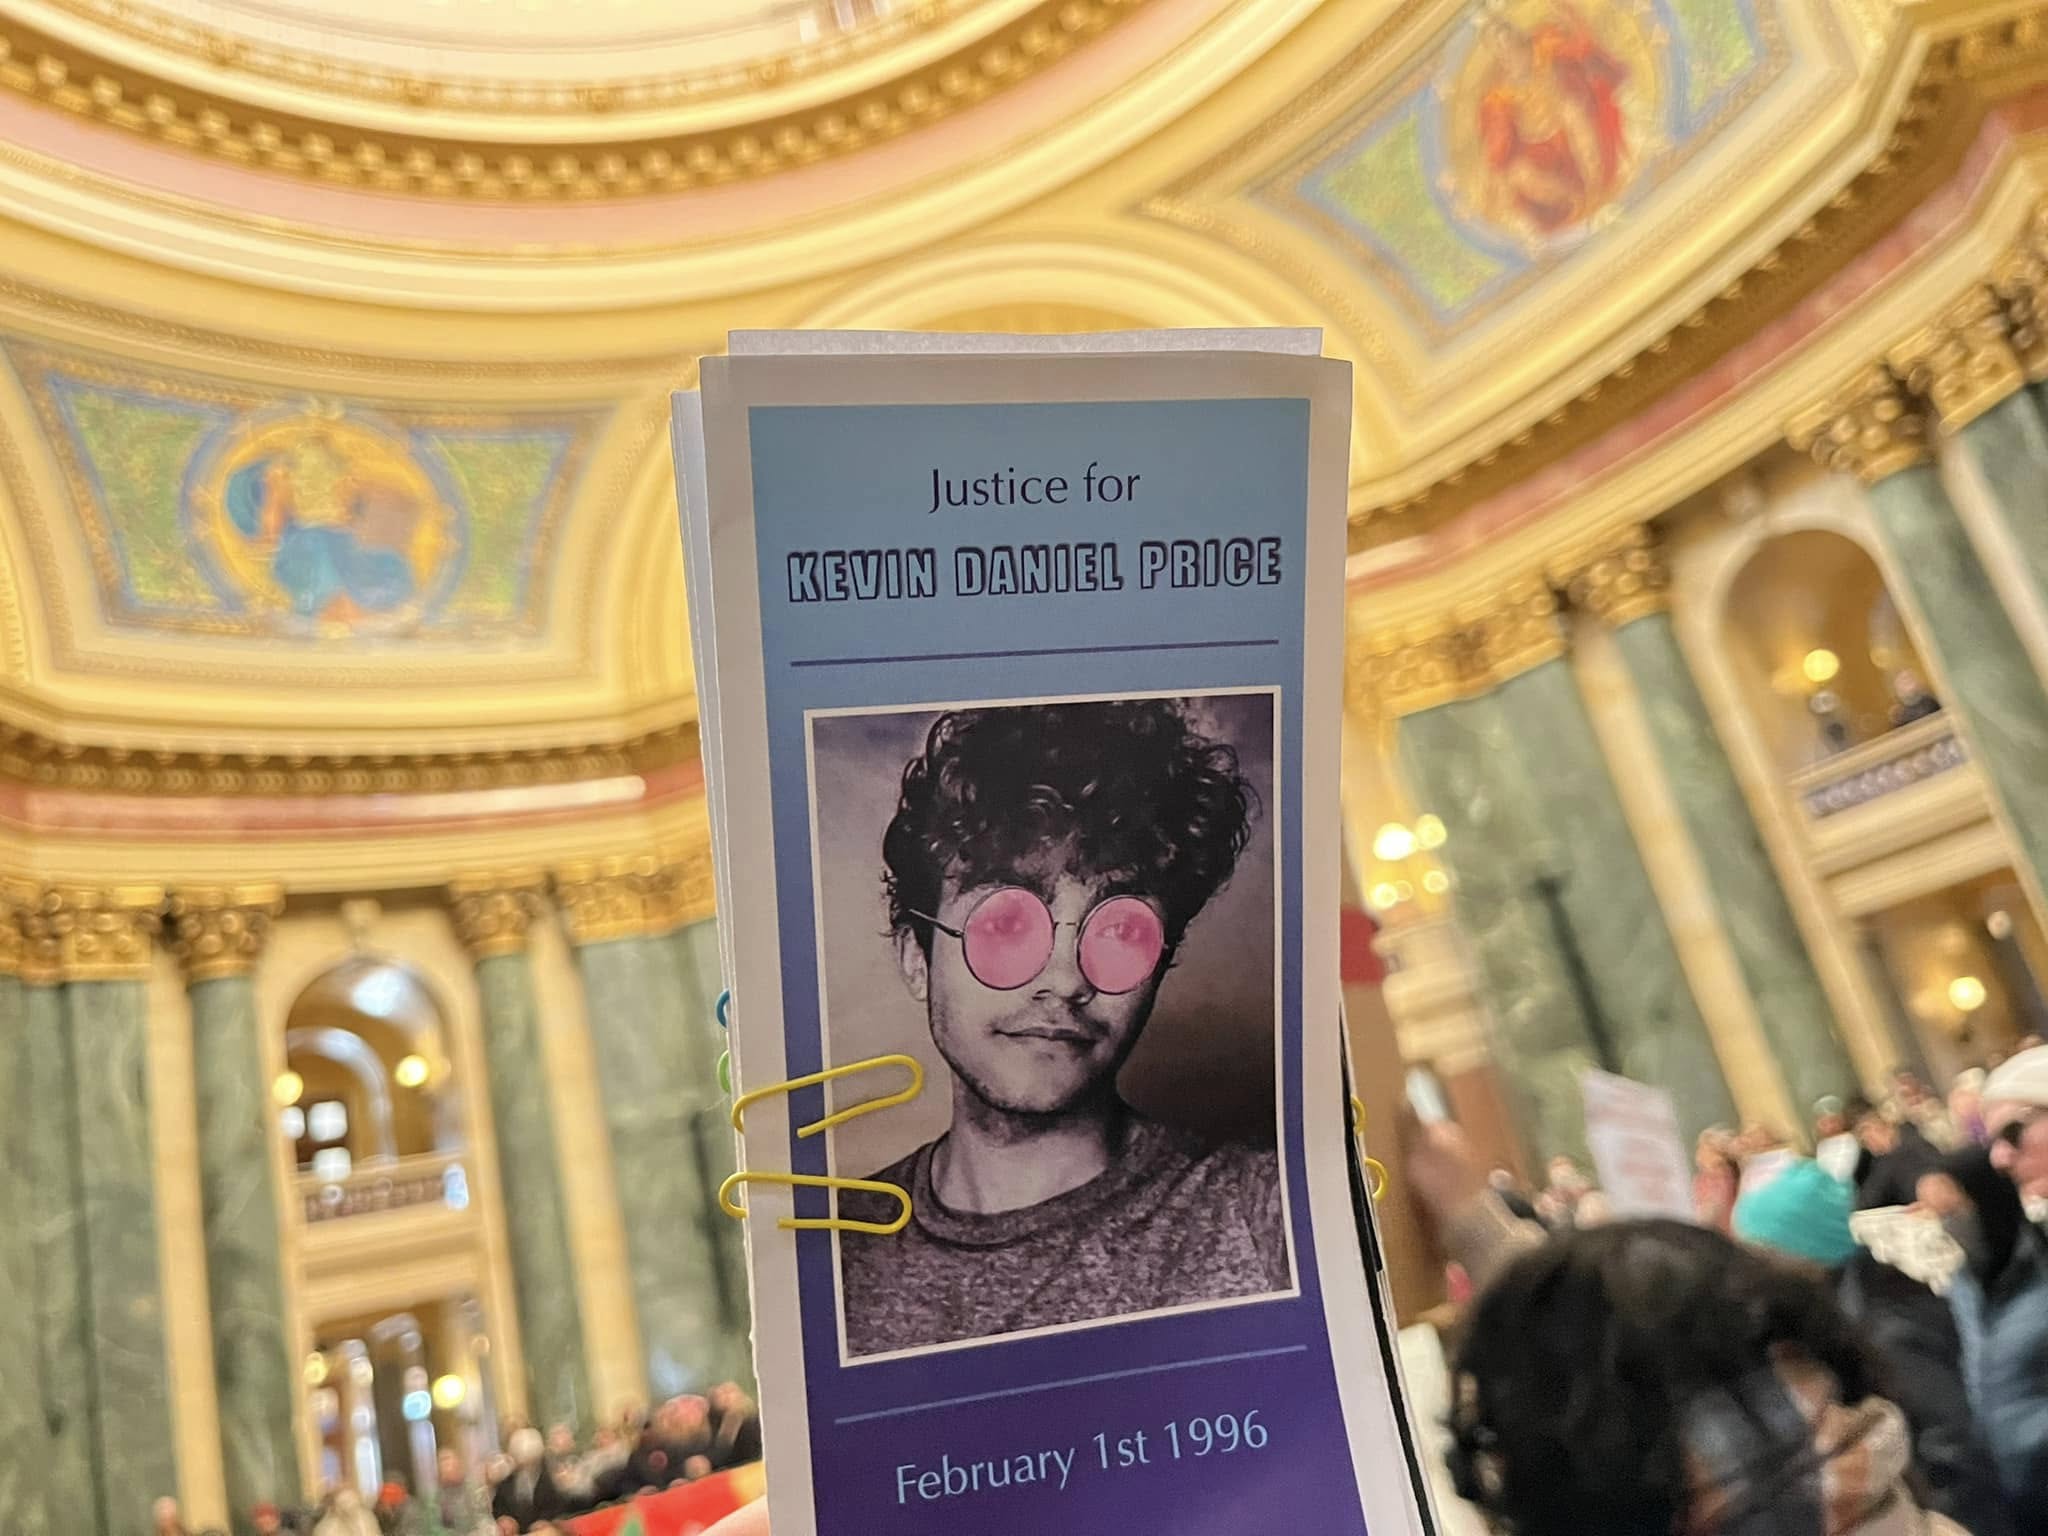 Justice for
KEVIN DANIEL PRICE
February 1st 1996